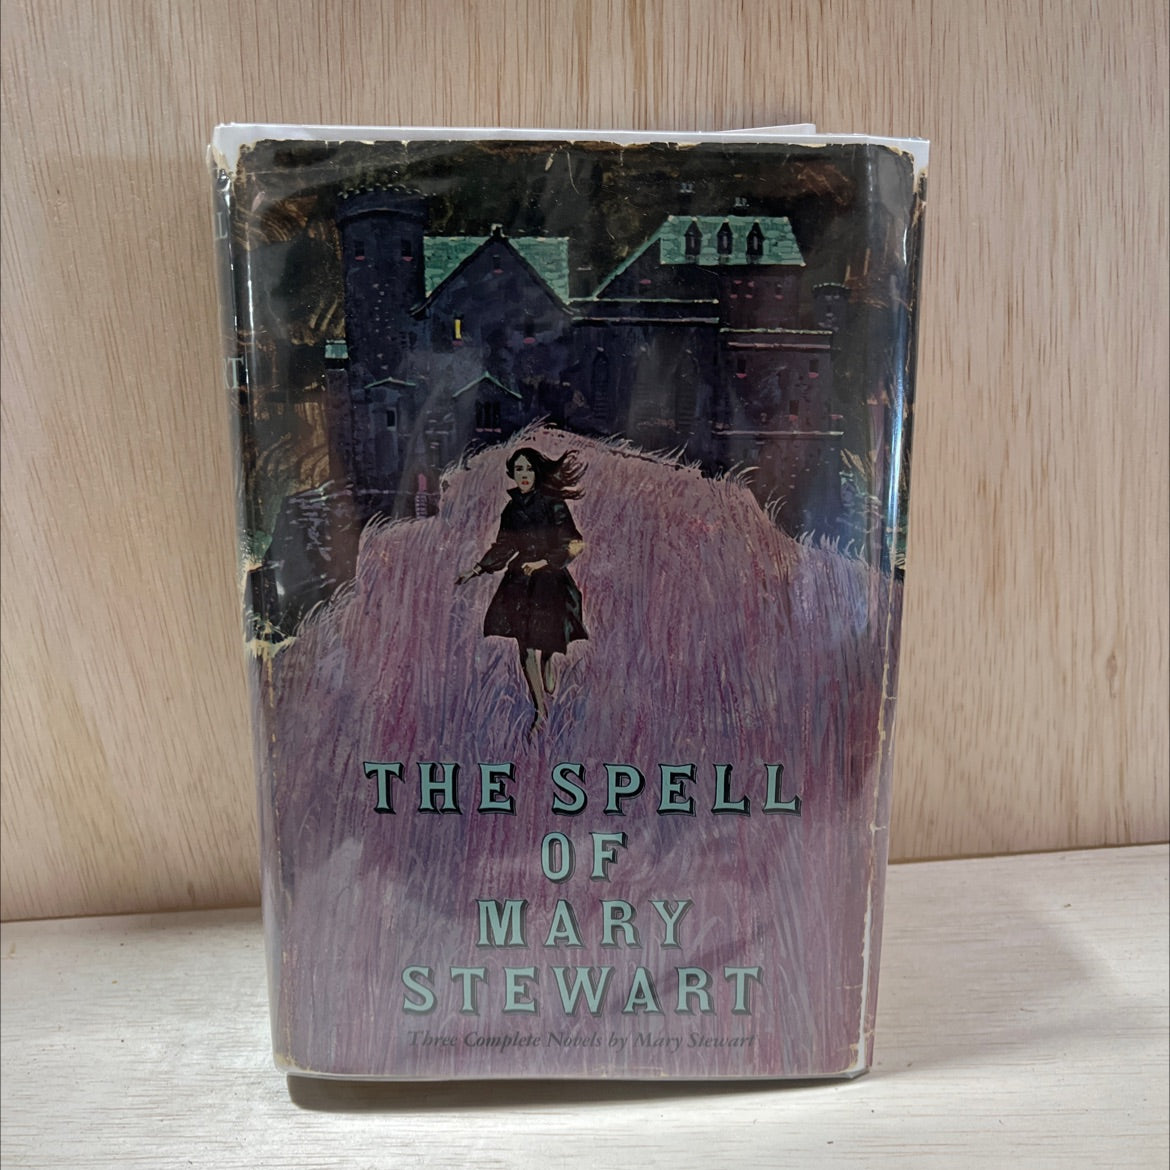 THE SPELL
OF
MARY
STEWART
Three Complete Novels by Mary Stewart